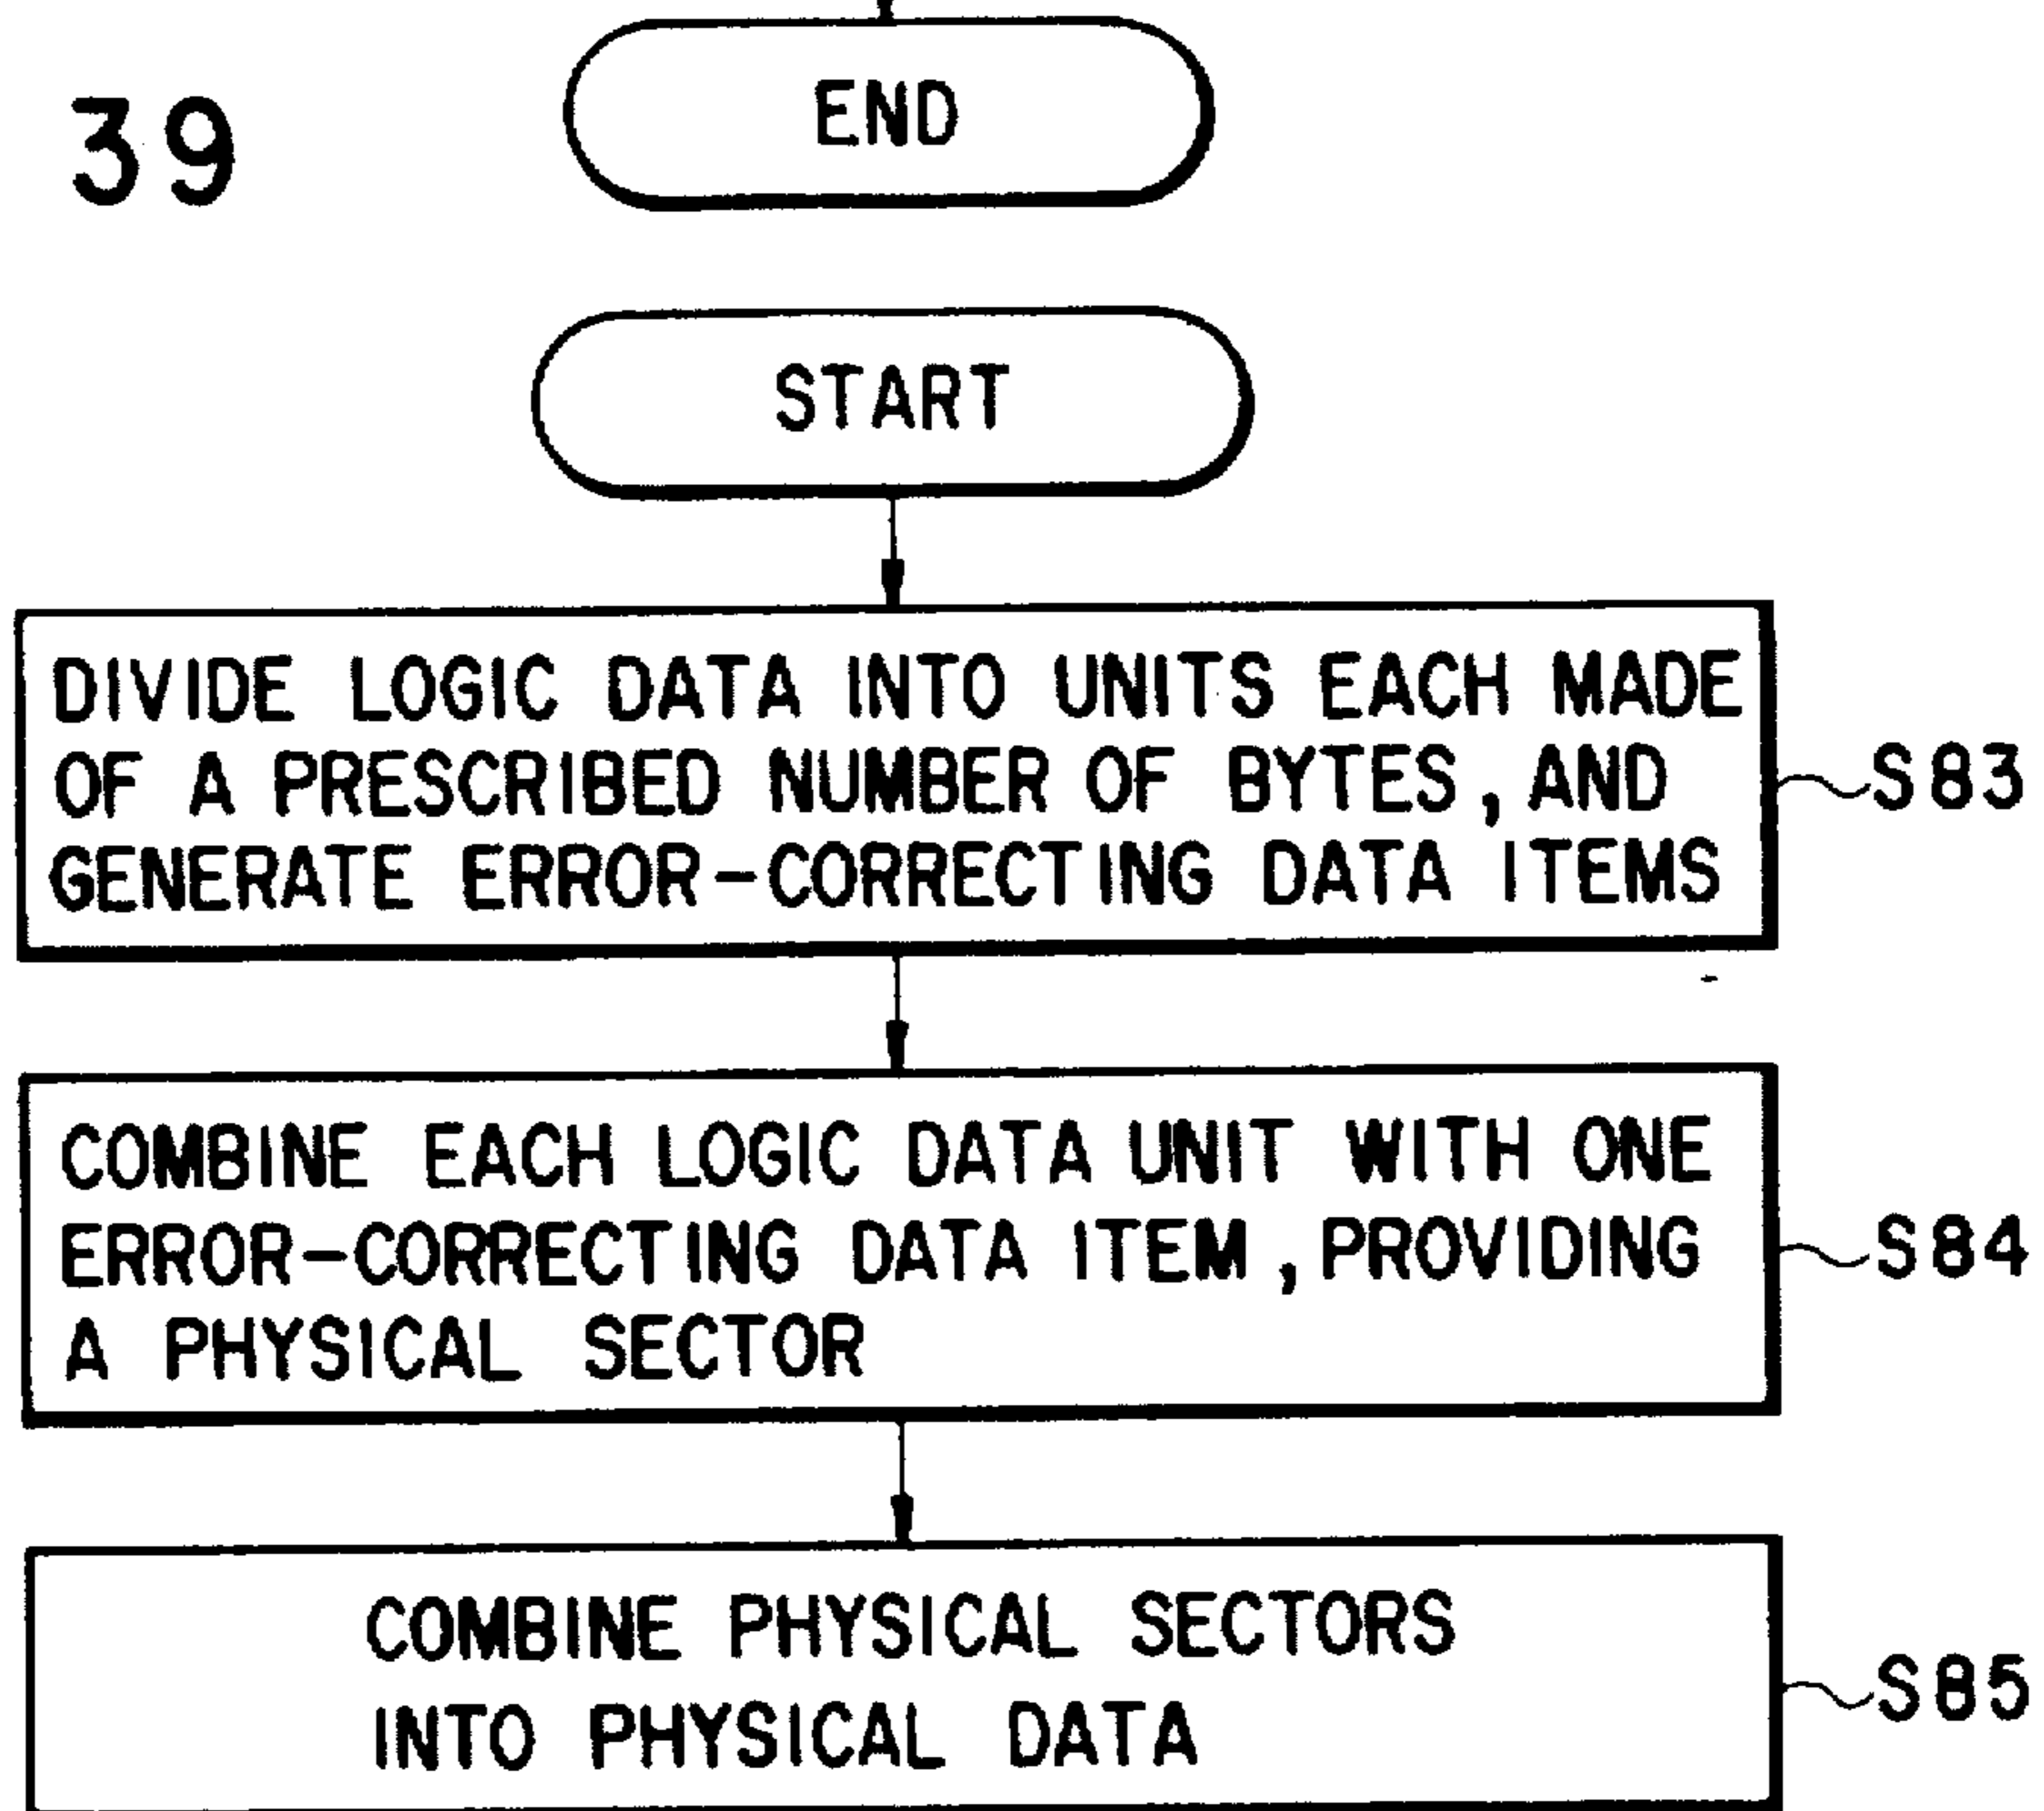 39
END
START
DIVIDE LOGIC DATA INTO UNITS EACH MADE
OF A PRESCRIBED NUMBER OF BYTES, AND
GENERATE ERROR-CORRECTING DATA ITEMS
S83
COMBINE EACH LOGIC DATA UNIT WITH ONE
ERROR-CORRECTING DATA ITEM, PROVIDING
A PHYSICAL SECTOR
S84
COMBINE PHYSICAL SECTORS
INTO PHYSICAL DATA
S85